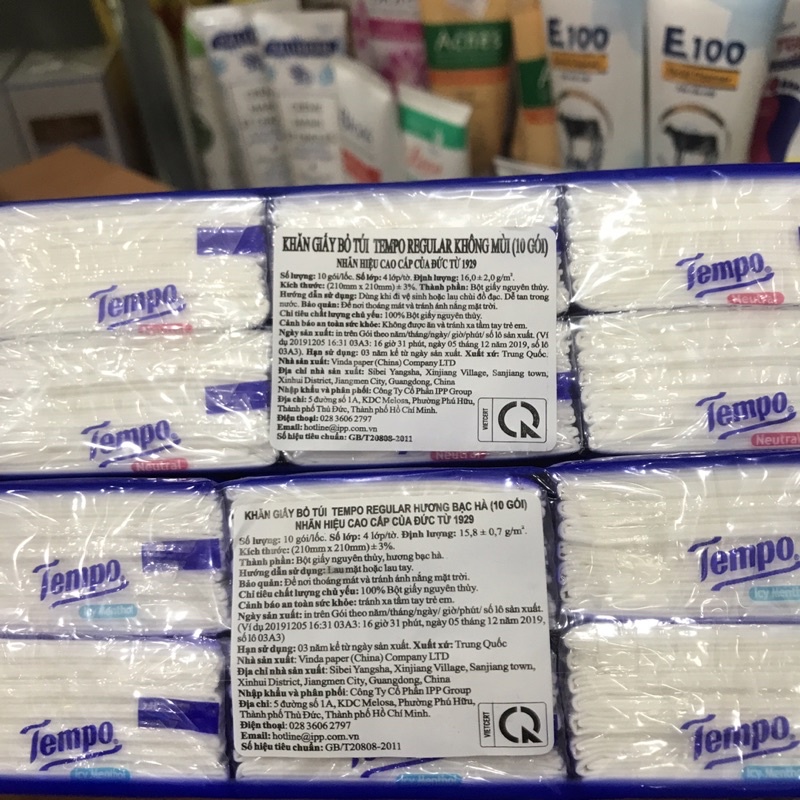 ACRES
E100
E100
Tempo
Neutral
Tempo
Neutral
Tempo
Neutral
Tempo
Neutral
KHĂN GIẤY BỎ TÚI TEMPO REGULAR KHÔNG MÙI (10 GÓI)
NHÃN HIỆU CAO CẤP CỦA ĐỨC TỪ 1929
Số lượng: 10 gói/lốc. Số lớp: 4 lớp/tờ. Định lượng: 16,0 ± 2,0 g/m².
Kích thước: (210mm x 210mm) ± 3%. Thành phần: Bột giấy nguyên thủy.
Hướng dẫn sử dụng: Dùng khi đi vệ sinh hoặc lau chùi đồ đạc. Dễ tan trong
nước. Bảo quản: Để nơi thoáng mát và tránh ánh nắng mặt trời.
Chỉ tiêu chất lượng chủ yếu: 100% Bột giấy nguyên thủy.
Cảnh báo an toàn sức khỏe: Không được ăn và tránh xa tầm tay trẻ em.
Ngày sản xuất: in trên Gói theo năm/tháng/ngày/ giờ/phút/ số lô sản xuất. (Ví
dụ 20191205 16:31 03A3: 16 giờ 31 phút, ngày 05 tháng 12 năm 2019, số lô
03A3). Hạn sử dụng: 03 năm kể từ ngày sản xuất. Xuất xứ: Trung Quốc.
Nhà sản xuất: Vinda paper (China) Company LTD
Địa chỉ nhà sản xuất: Sibei Yangsha, Xinjiang Village, Sanjiang town,
Xinhui District, Jiangmen City, Guangdong, China
Nhập khẩu và phân phối: Công Ty Cổ Phần IPP Group
Địa chỉ: 5 đường số 1A, KDC Melosa, Phường Phú Hữu,
Thành phố Thủ Đức, Thành phố Hồ Chí Minh.
Điện thoại: 028 3606 2797
Email: hotline@ipp.com.vn
Số hiệu tiêu chuẩn: GB/T20808-2011
VIETCERT
Neutral
Tempo
Icy Menthol
Tempo
Icy Menthol
Tempo
Icy Menthol
Tempo
Icy Menthol
KHĂN GIẤY BỎ TÚI TEMPO REGULAR HƯƠNG BẠC HÀ (10 GÓI)
NHÃN HIỆU CAO CẤP CỦA ĐỨC TỪ 1929
Số lượng: 10 gói/lốc. Số lớp: 4 lớp/tờ. Định lượng: 15,8 ± 0,7 g/m².
Kích thước: (210mm x 210mm) ± 3%.
Thành phần: Bột giấy nguyên thủy, hương bạc hà.
Hướng dẫn sử dụng: Lau mặt hoặc lau tay.
Bảo quản: Để nơi thoáng mát và tránh ánh nắng mặt trời.
Chỉ tiêu chất lượng chủ yếu: 100% Bột giấy nguyên thủy.
Cảnh báo an toàn sức khỏe: tránh xa tầm tay trẻ em.
Ngày sản xuất: in trên Gói theo năm/tháng/ngày/ giờ/phút/ số lô sản xuất.
(Ví dụ 20191205 16:31 03A3: 16 giờ 31 phút, ngày 05 tháng 12 năm 2019,
số lô 03A3)
Hạn sử dụng: 03 năm kể từ ngày sản xuất. Xuất xứ: Trung Quốc
Nhà sản xuất: Vinda paper (China) Company LTD
Địa chỉ nhà sản xuất: Sibei Yangsha, Xinjiang Village, Sanjiang town,
Xinhui District, Jiangmen City, Guangdong, China
Nhập khẩu và phân phối: Công Ty Cổ Phần IPP Group
Địa chỉ: 5 đường số 1A, KDC Melosa, Phường Phú Hữu,
Thành phố Thủ Đức, Thành phố Hồ Chí Minh.
Điện thoại: 028 3606 2797
Email: hotline@ipp.com.vn
Số hiệu tiêu chuẩn: GB/T20808-2011
VIETCERT